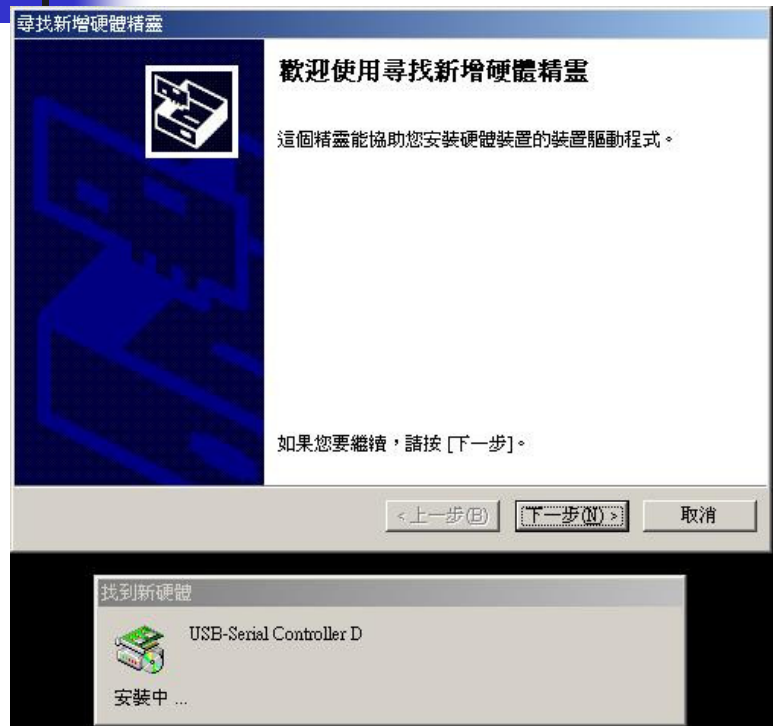 尋找新增硬體精靈
歡迎使用尋找新增硬體精靈
這個精靈能協助您安裝硬體裝置的裝置驅動程式。
如果您要繼續，請按 [下一步]。
<上一步(B)
下一步(N) >
取消
找到新硬體
USB-Serial Controller D
安裝中 ...